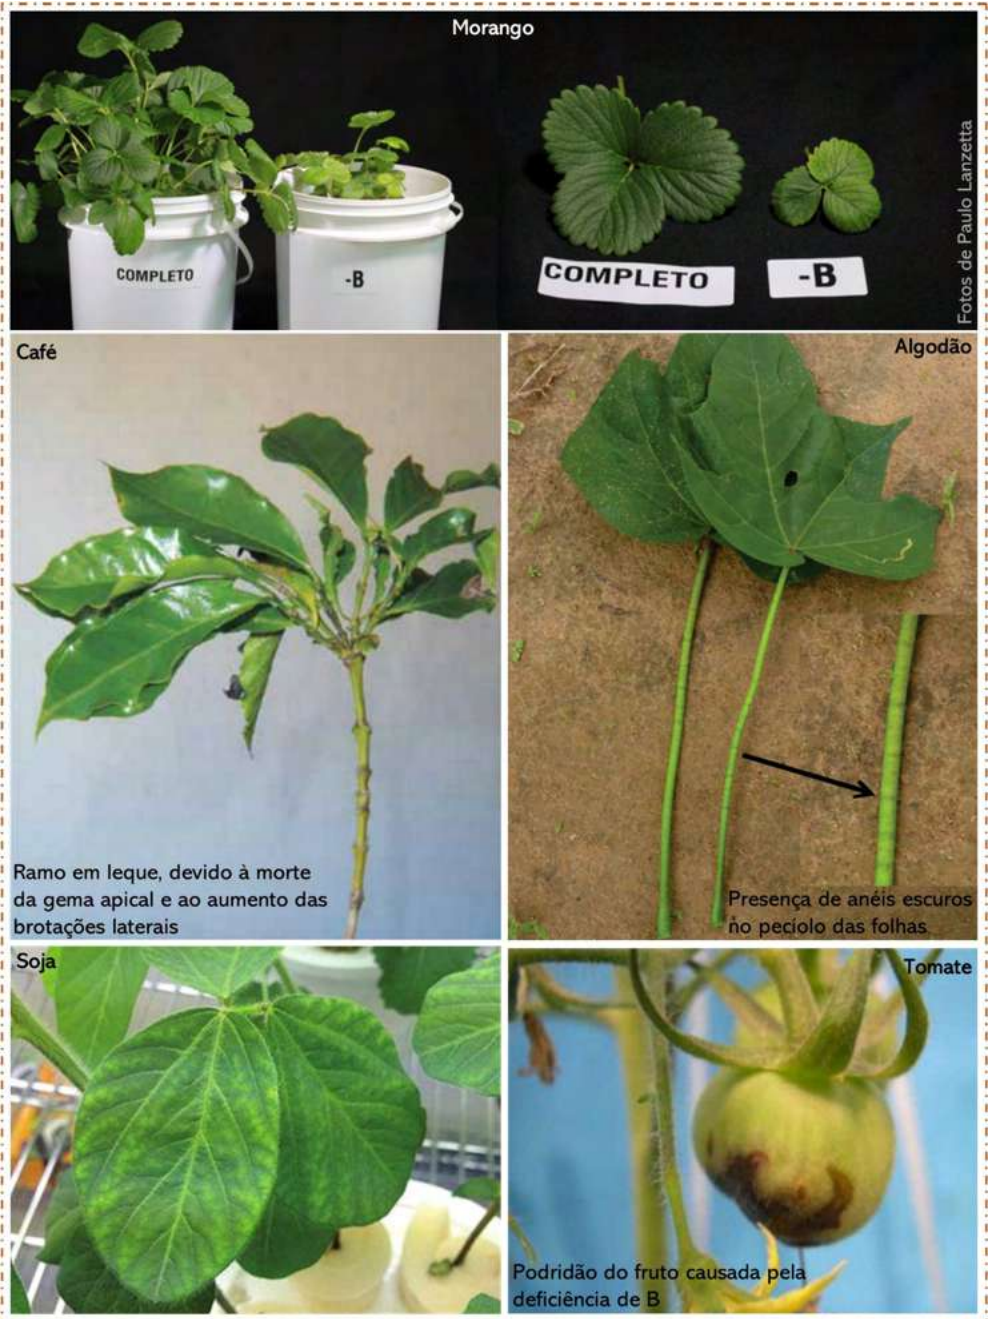 Morango
COMPLETO
-B
COMPLETO
-B
Fotos de Paulo Lanzetta
Café
Ramo em leque, devido à morte
da gema apical e ao aumento das
brotações laterais
Algodão
Presença de anéis escuros
no pecíolo das folhas
Soja
Tomate
Podridão do fruto causada pela
deficiência de B